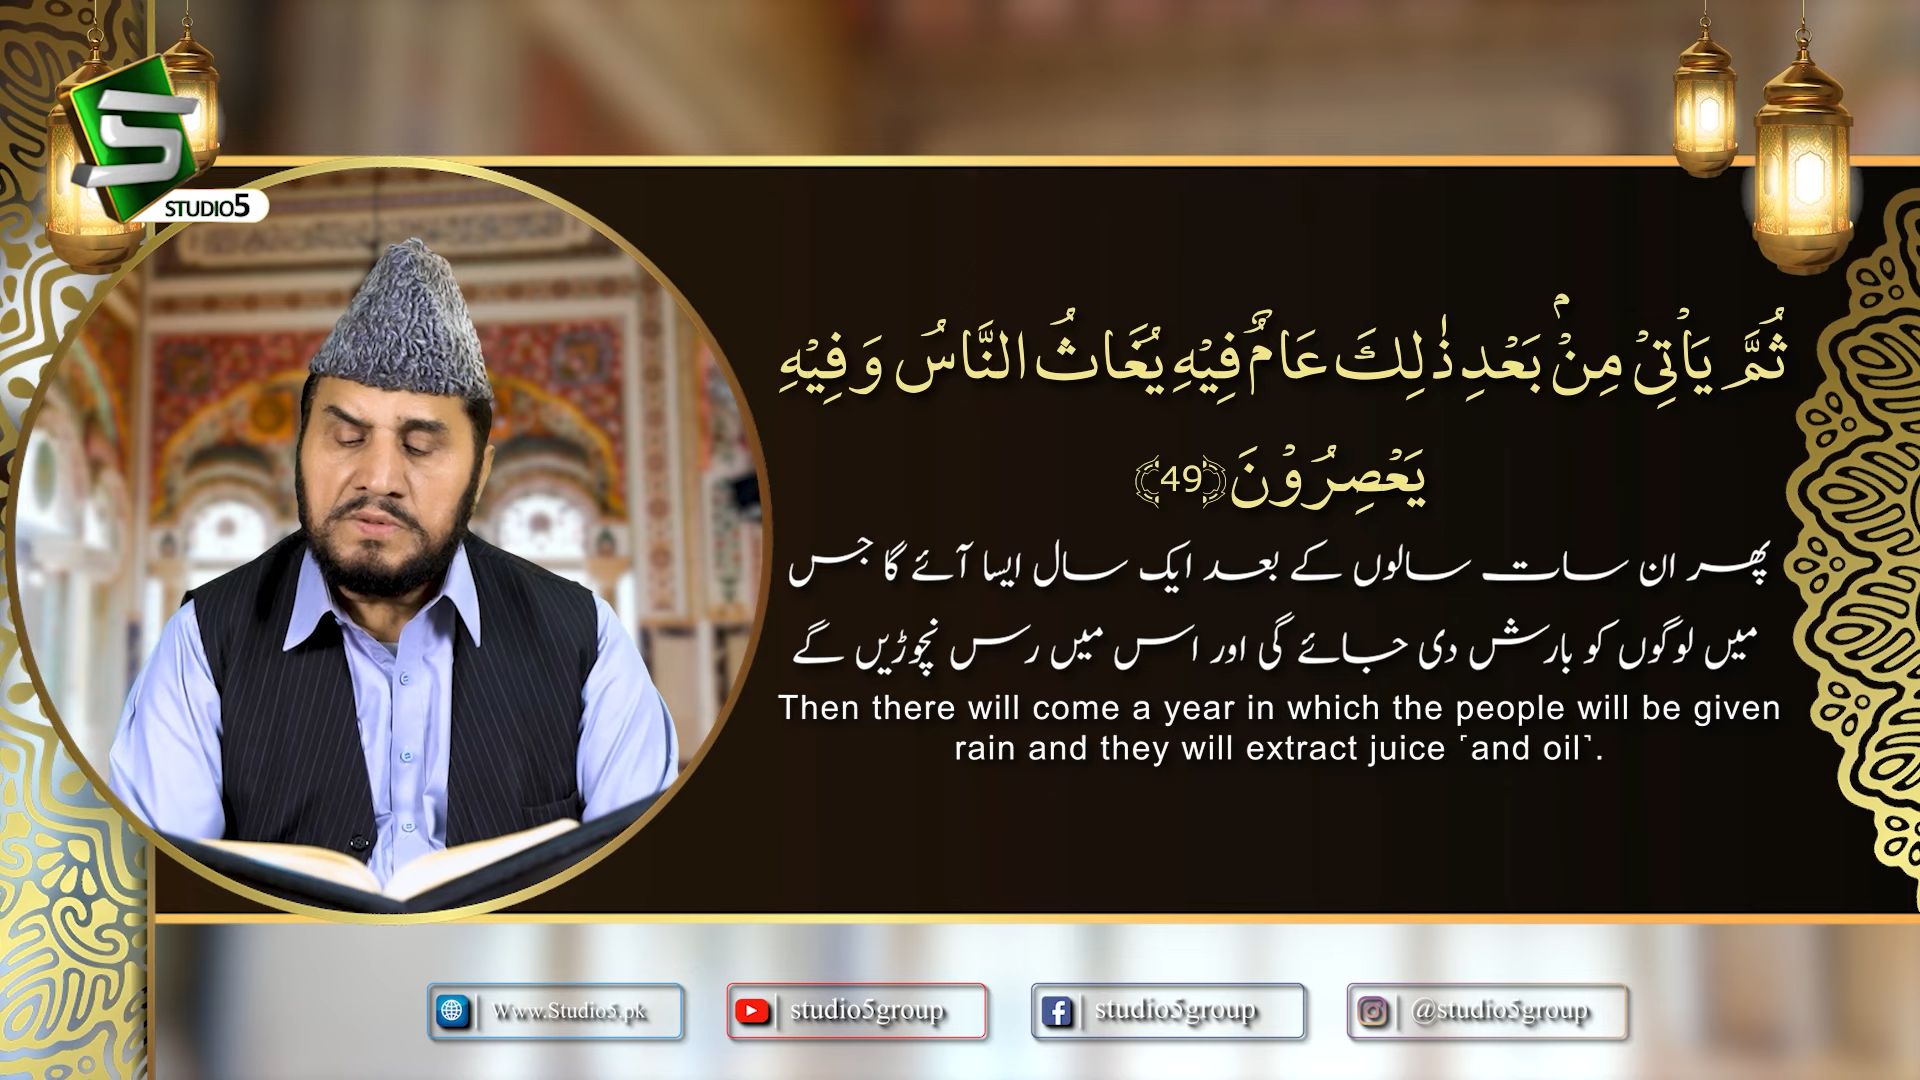 STUDIO5
ثُمَّ يَاۡتِىۡ مِنۡۢ بَعۡدِ ذٰلِكَ عَامٌ فِيۡهِ يُغَاثُ النَّاسُ وَ فِيۡهِ
يَعۡصِرُوۡنَ ﴿49﴾
پھر ان سات سالوں کے بعد ایک سال ایسا آئے گا جس
میں لوگوں کو بارش دی جائے گی اور اس میں رس نچوڑیں گے
Then there will come a year in which the people will be given
rain and they will extract juice ˹and oil˺.
Www.Studio5.pk
studio5group
studio5group
@studio5group